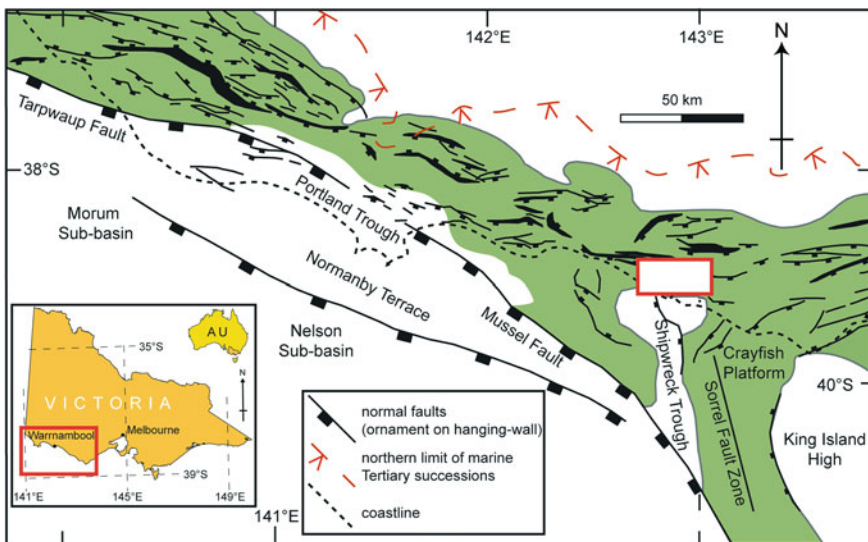 142°E
143°E
N
50 km
Tarpwaup Fault
38°S
Portland Trough
Morum
Sub-basin
Normanby Terrace
Nelson
Sub-basin
Mussel Fault
Shipwreck Trough
Crayfish
Platform
40°S
Sorrel Fault Zone
King Island
High
141°E
AU
35°S
N
VICTORIA
Warrnambool
Melbourne
39°S
141°E
145°E
149°E
normal faults
(ornament on hanging-wall)
northern limit of marine
Tertiary successions
coastline